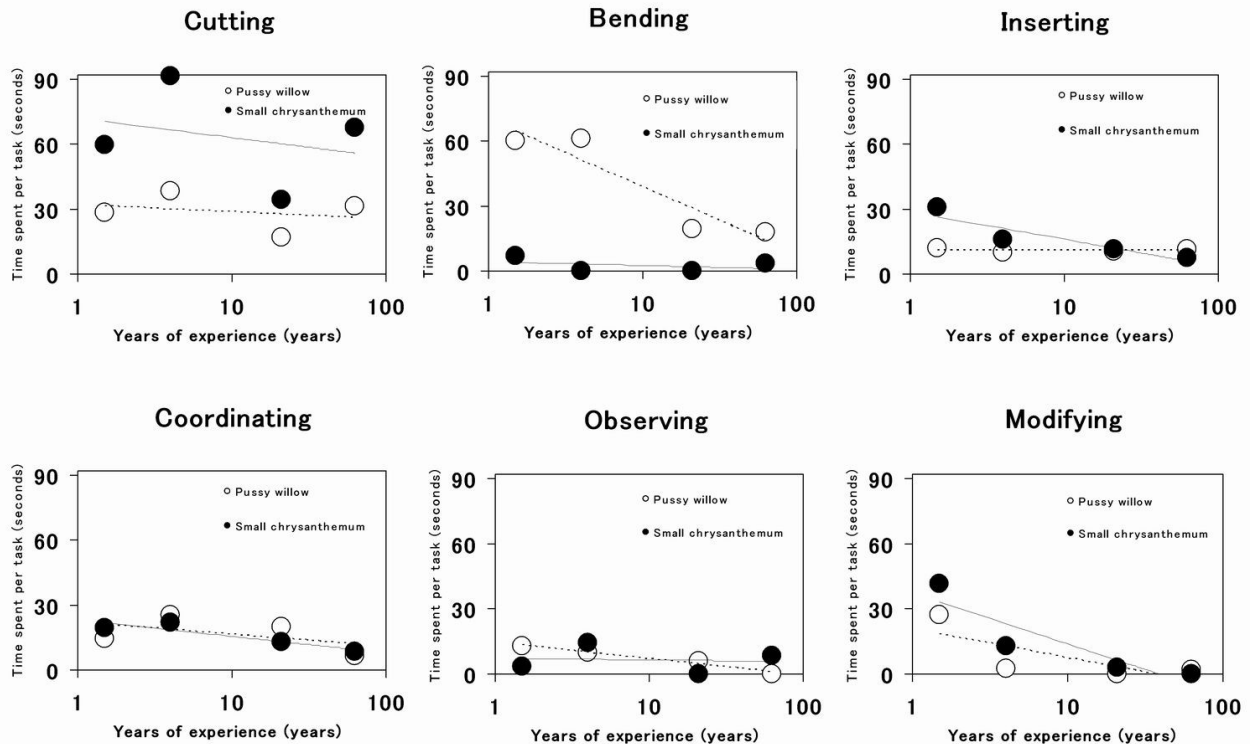 Cutting
Time spent per task (seconds)
90
60
30
0
Pussy willow
Small chrysanthemum
1 10 100
Years of experience (years)
Bending
Time spent per task (seconds)
90
60
30
0
Pussy willow
Small chrysanthemum
1 10 100
Years of experience (years)
Inserting
Time spent per task (seconds)
90
60
30
0
Pussy willow
Small chrysanthemum
1 10 100
Years of experience (years)
Coordinating
Time spent per task (seconds)
90
60
30
0
Pussy willow
Small chrysanthemum
1 10 100
Years of experience (years)
Observing
Time spent per task (seconds)
90
60
30
0
Pussy willow
Small chrysanthemum
1 10 100
Years of experience (years)
Modifying
Time spent per task (seconds)
90
60
30
0
Pussy willow
Small chrysanthemum
1 10 100
Years of experience (years)